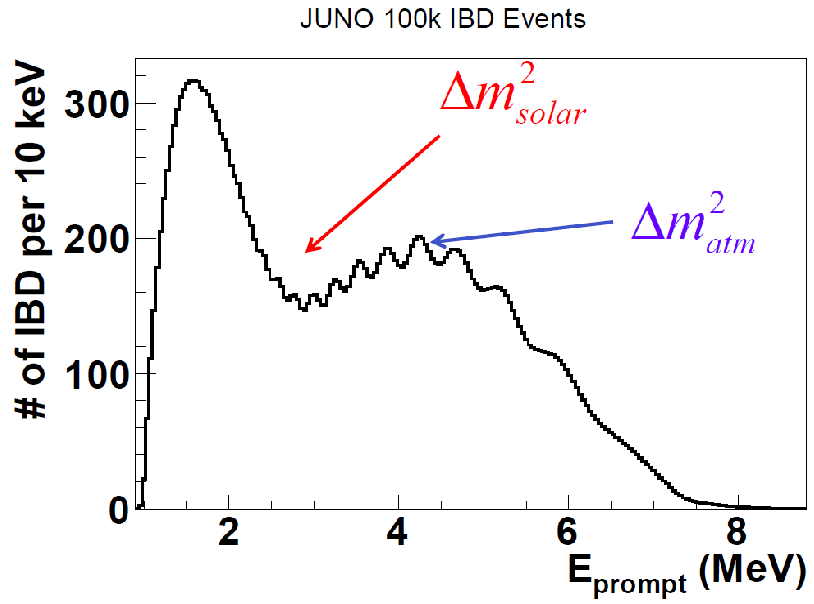 JUNO 100k IBD Events
# of IBD per 10 keV
300
200
100
0
Δm²solar
Δm²atm
2 4 6 8
Eprompt (MeV)